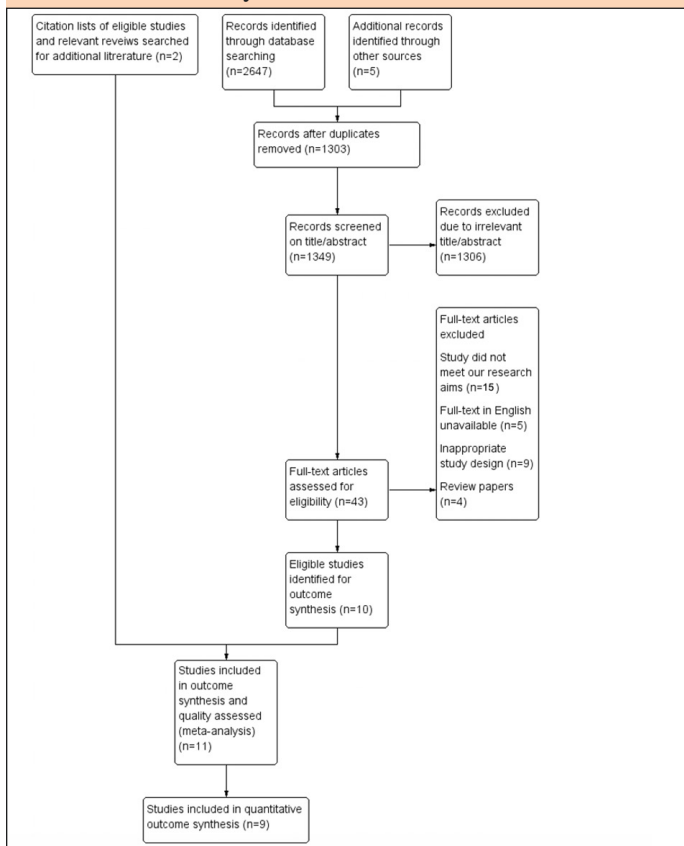 Citation lists of eligible studies
and relevant reveiws searched
for additional litrerature (n=2)
Records identified
through database
searching
(n=2647)
Additional records
identified through
other sources
(n=5)
Records after duplicates
removed (n=1303)
Records screened
on title/abstract
(n=1349)
Records excluded
due to irrelevant
title/abstract
(n=1306)
Full-text articles
excluded
Study did not
meet our research
aims (n=15)
Full-text in English
unavailable (n=5)
Inappropriate
study design (n=9)
Review papers
(n=4)
Full-text articles
assessed for
eligibility (n=43)
Eligible studies
identified for
outcome
synthesis (n=10)
Studies included
in outcome
synthesis and
quality assessed
(meta-analysis)
(n=11)
Studies included in quantitative
outcome synthesis (n=9)